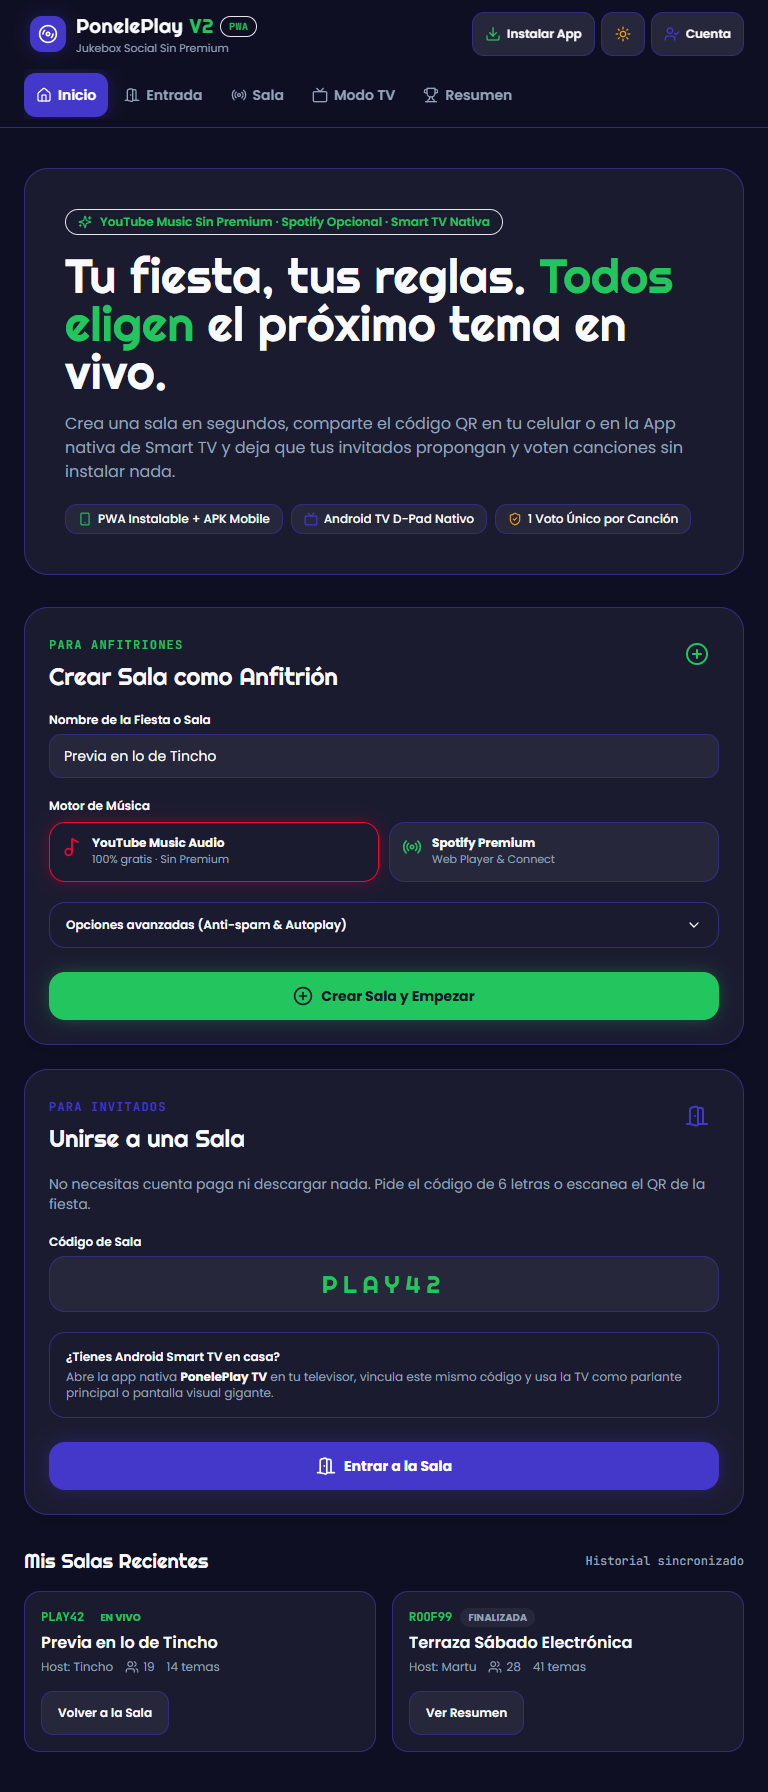 PonelePlay V2 PWA
Jukebox Social Sin Premium
Instalar App
Cuenta
Inicio
Entrada
Sala
Modo TV
Resumen
YouTube Music Sin Premium · Spotify Opcional · Smart TV Nativa
Tu fiesta, tus reglas. Todos
eligen el próximo tema en
vivo.
Crea una sala en segundos, comparte el código QR en tu celular o en la App
nativa de Smart TV y deja que tus invitados propongan y voten canciones sin
instalar nada.
PWA Instalable + APK Mobile
Android TV D-Pad Nativo
1 Voto Único por Canción
PARA ANFITRIONES
Crear Sala como Anfitrión
Nombre de la Fiesta o Sala
Previa en lo de Tincho
Motor de Música
YouTube Music Audio
100% gratis · Sin Premium
Spotify Premium
Web Player & Connect
Opciones avanzadas (Anti-spam & Autoplay)
Crear Sala y Empezar
PARA INVITADOS
Unirse a una Sala
No necesitas cuenta paga ni descargar nada. Pide el código de 6 letras o escanea el QR de la
fiesta.
Código de Sala
PLAY42
¿Tienes Android Smart TV en casa?
Abre la app nativa PonelePlay TV en tu televisor, vincula este mismo código y usa la TV como parlante
principal o pantalla visual gigante.
Entrar a la Sala
Mis Salas Recientes
Historial sincronizado
PLAY42 EN VIVO
Previa en lo de Tincho
Host: Tincho 19 14 temas
Volver a la Sala
ROOF99 FINALIZADA
Terraza Sábado Electrónica
Host: Martu 28 41 temas
Ver Resumen